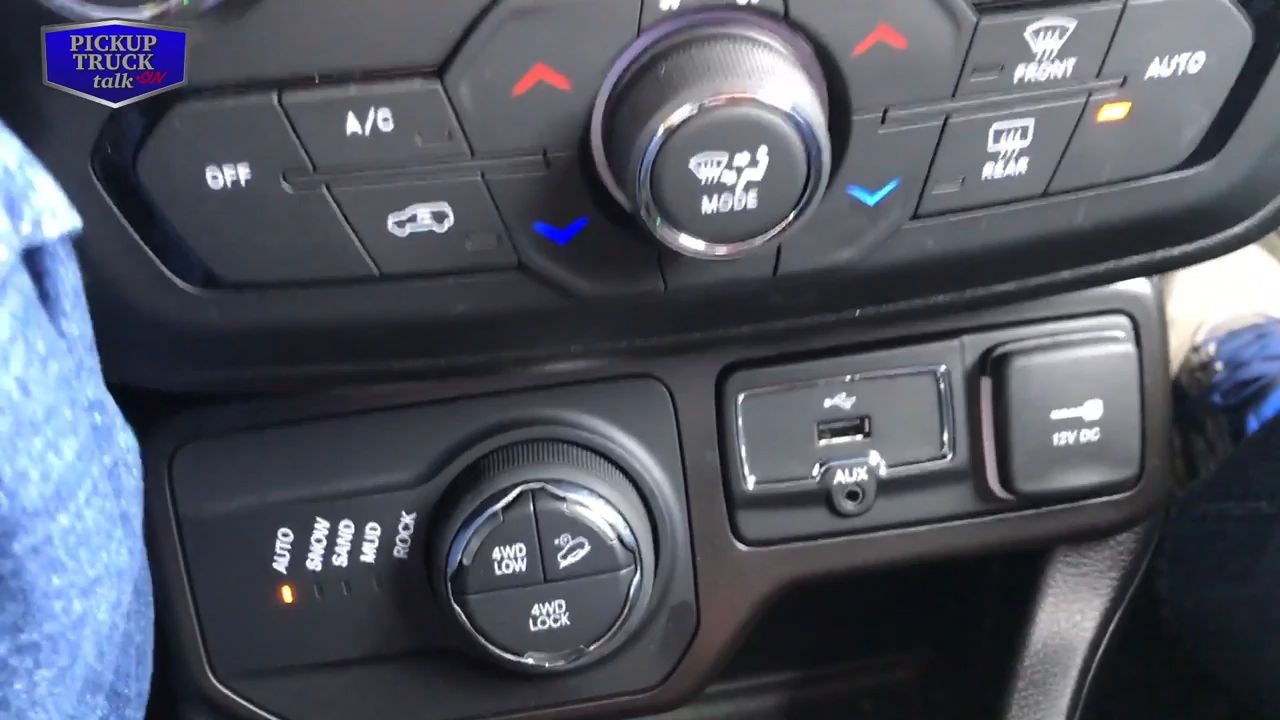 PICKUP
TRUCK
talk
FRONT
AUTO
A/C
OFF
REAR
MODE
12V DC
AUX
AUTO
SNOW
SAND
MUD
ROCK
4WD
LOW
4WD
LOCK